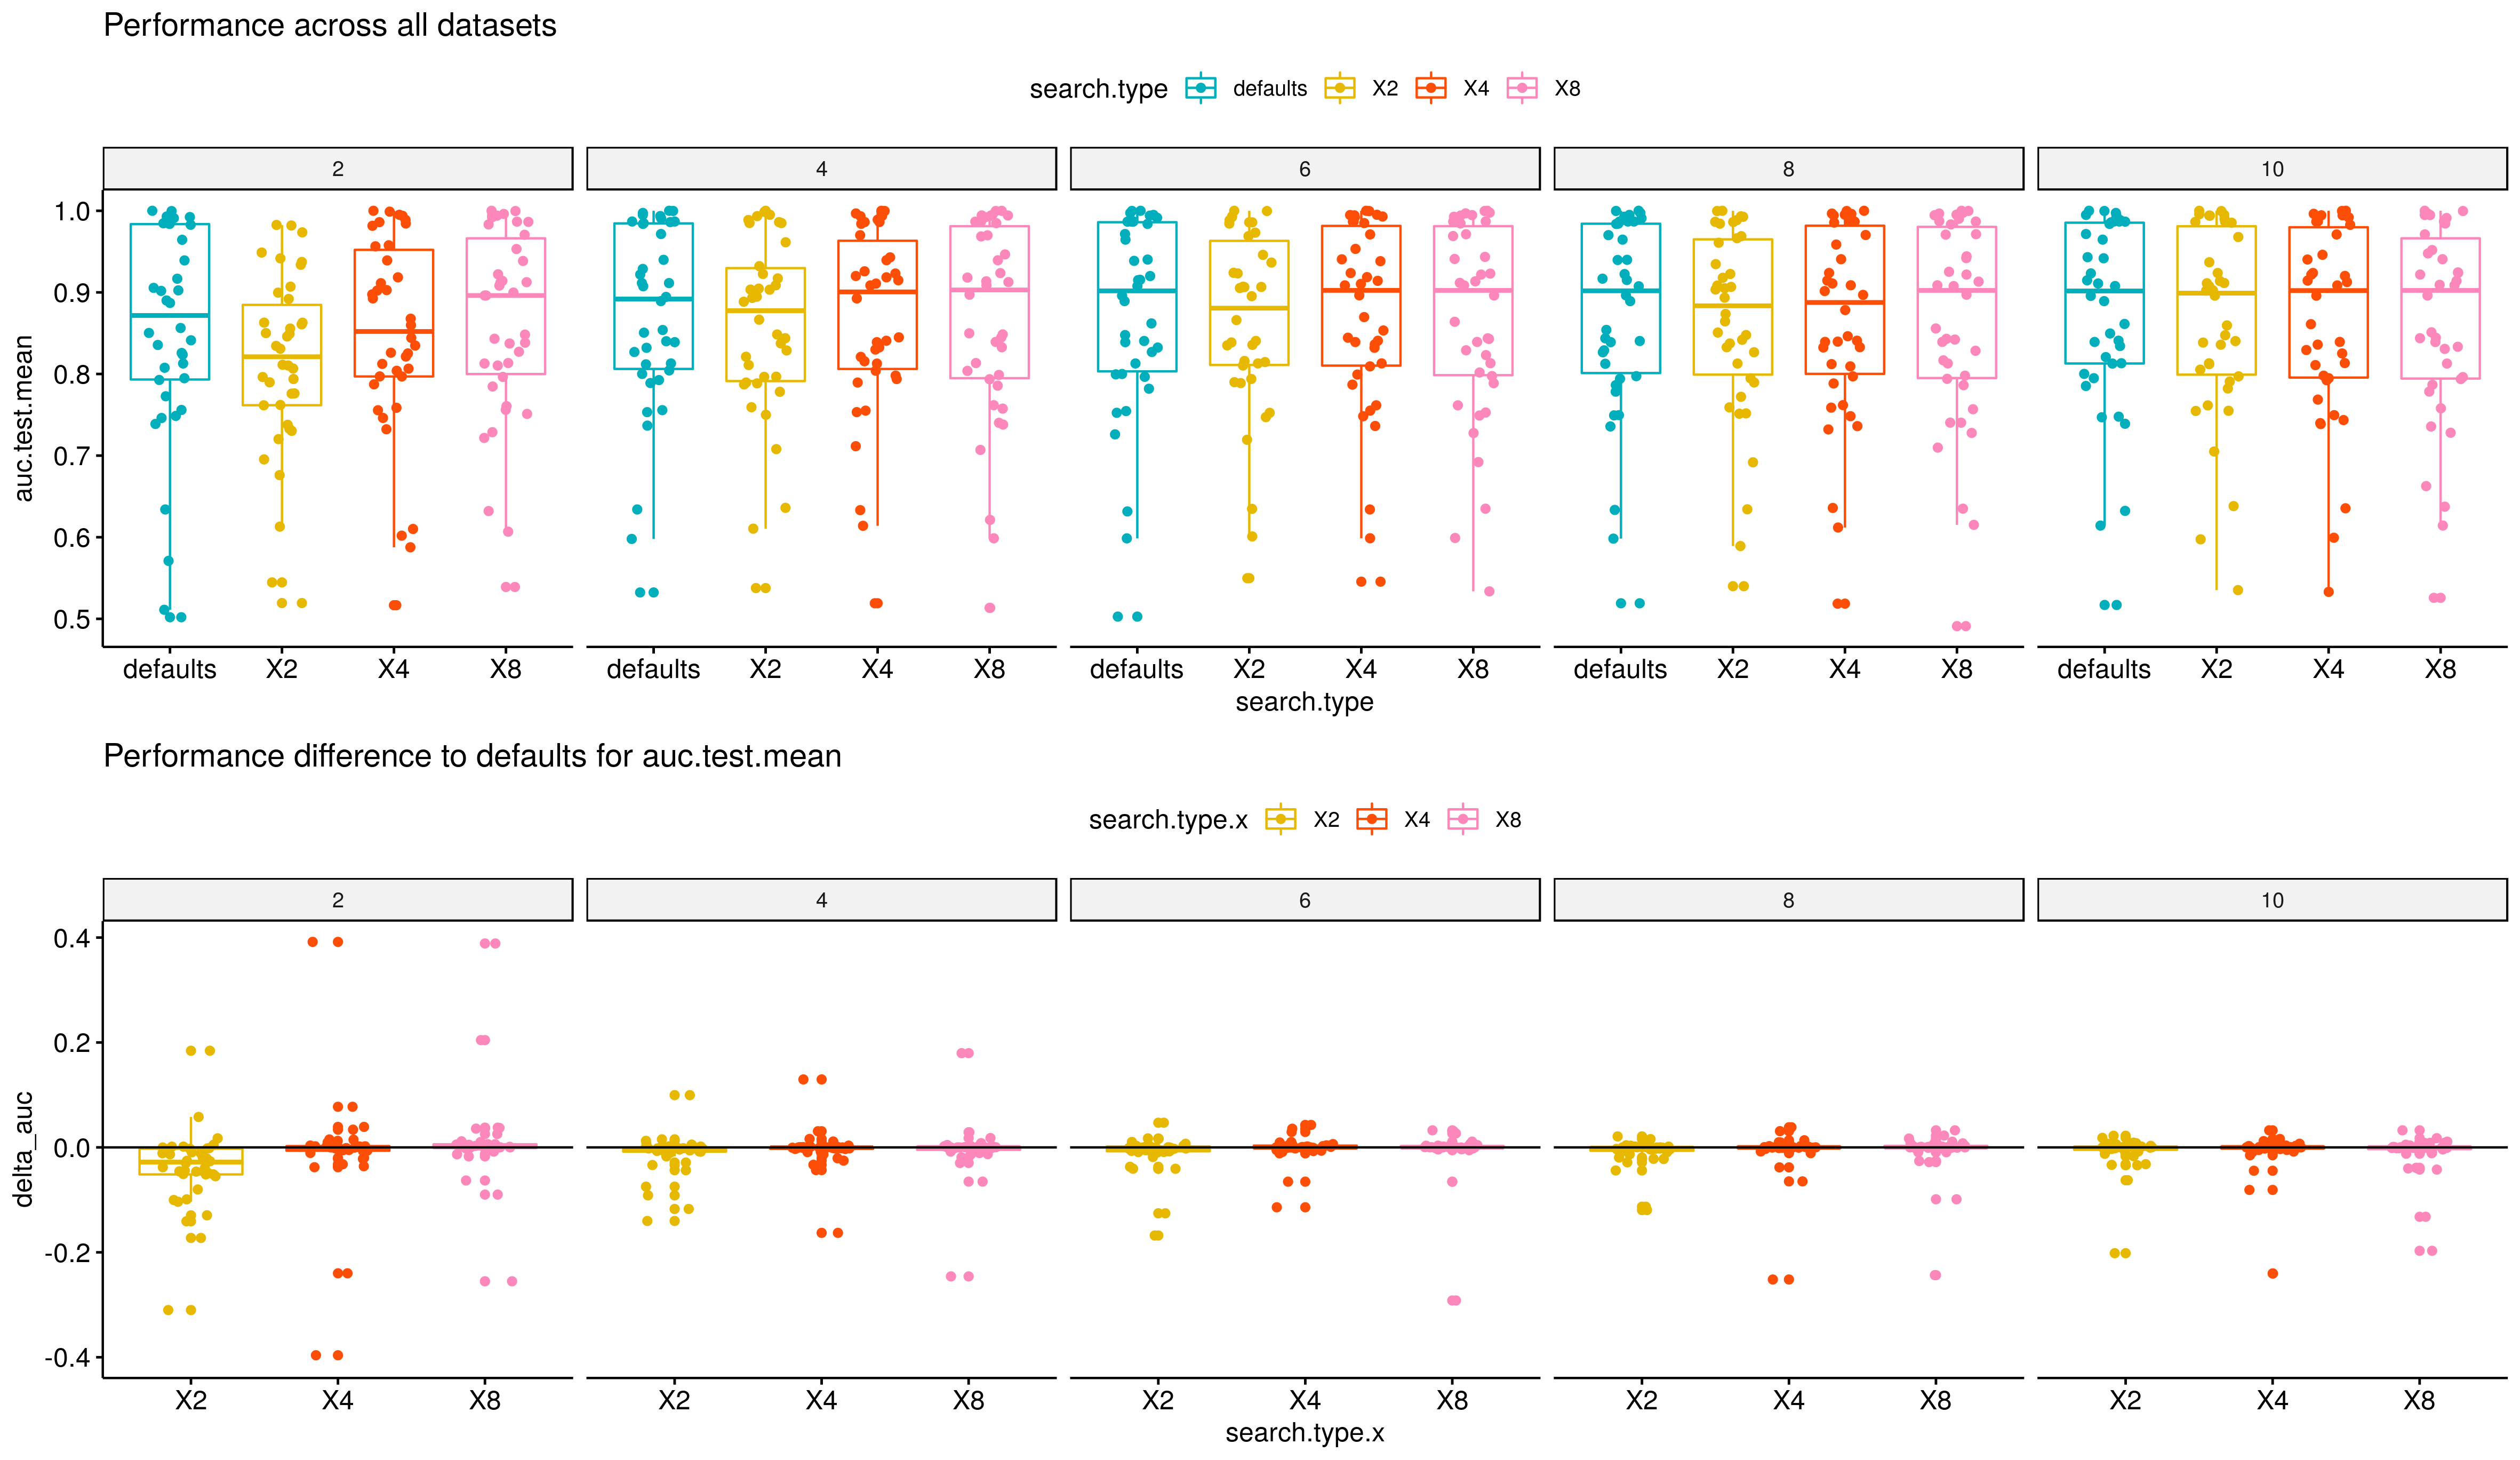 Performance across all datasets
search.type defaults X2 X4 X8
2 4 6 8 10
1.0
0.9
0.8
0.7
0.6
0.5
auc.test.mean
defaults X2 X4 X8 defaults X2 X4 X8 defaults X2 X4 X8 defaults X2 X4 X8 defaults X2 X4 X8
search.type
Performance difference to defaults for auc.test.mean
search.type.x X2 X4 X8
2 4 6 8 10
0.4
0.2
0.0
-0.2
-0.4
delta_auc
X2 X4 X8 X2 X4 X8 X2 X4 X8 X2 X4 X8 X2 X4 X8
search.type.x